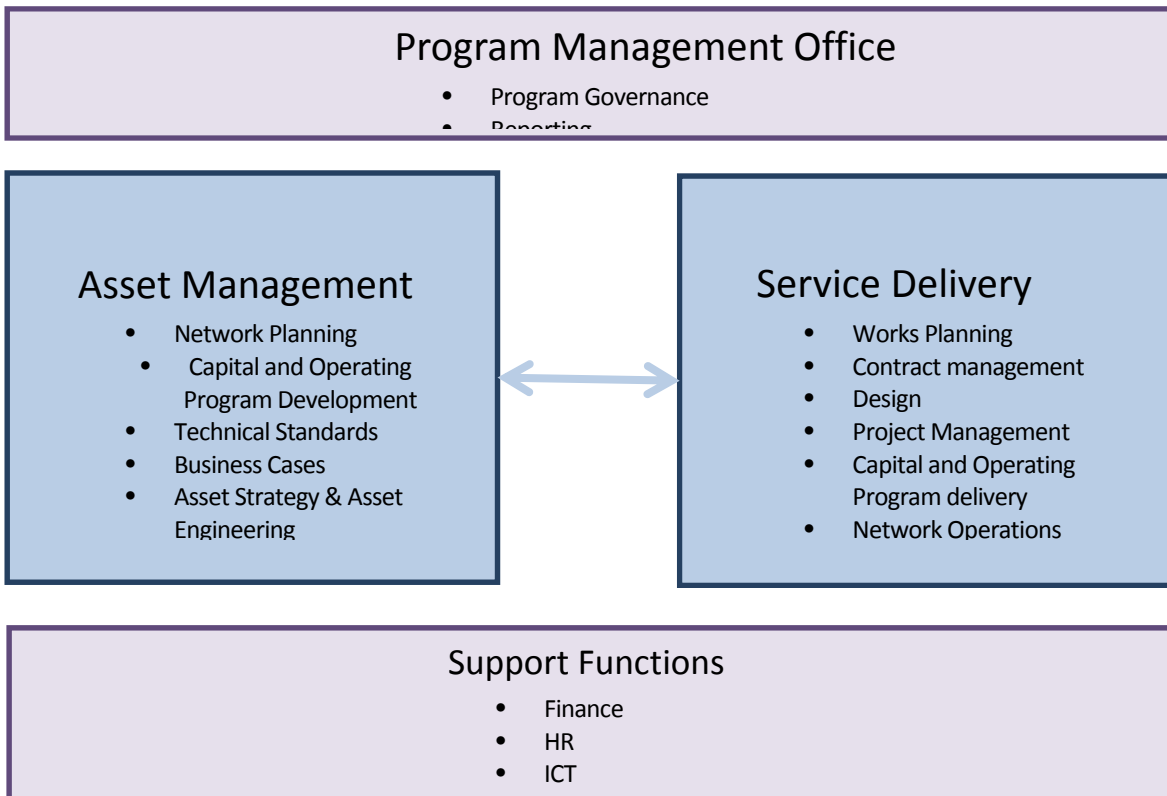 Program Management Office
• Program Governance
• Reporting
Asset Management
• Network Planning
• Capital and Operating
Program Development
• Technical Standards
• Business Cases
• Asset Strategy & Asset
Engineering
Service Delivery
• Works Planning
• Contract management
• Design
• Project Management
• Capital and Operating
Program delivery
• Network Operations
Support Functions
• Finance
• HR
• ICT